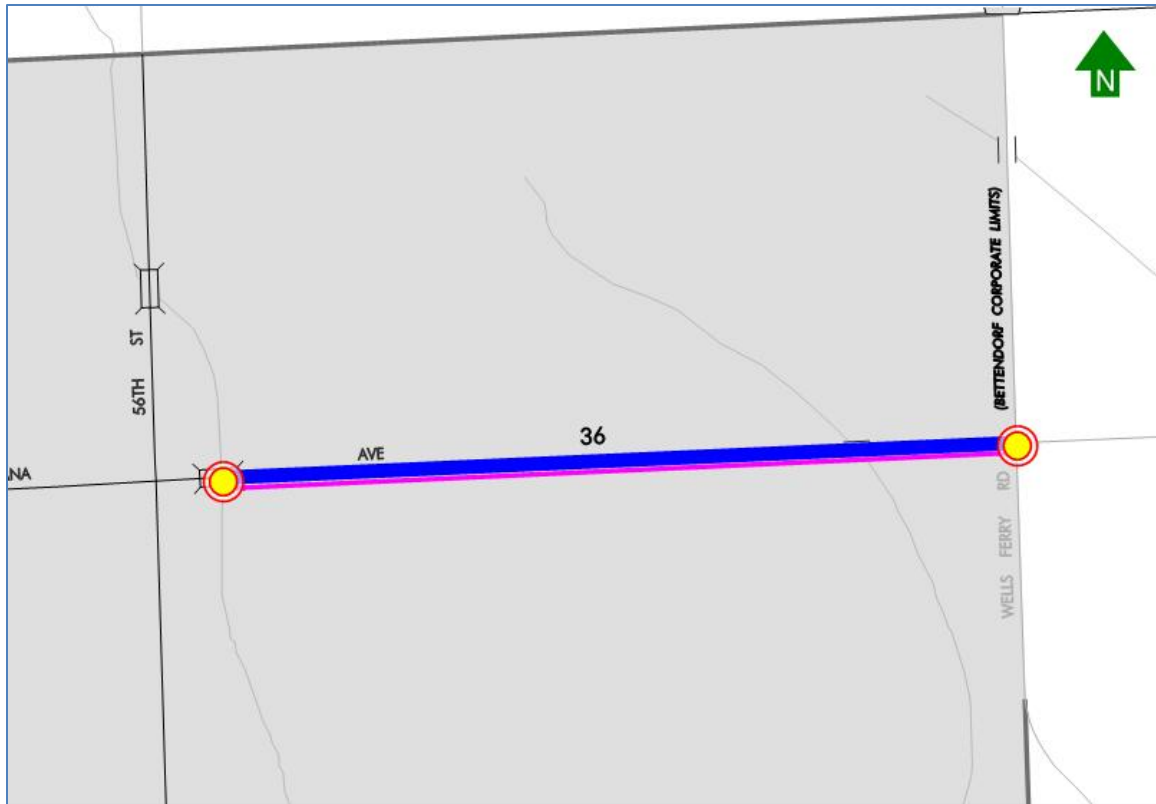 N
(BETTENDORF CORPORATE LIMITS)
56TH ST
36
AVE
NA
WELLS FERRY RD